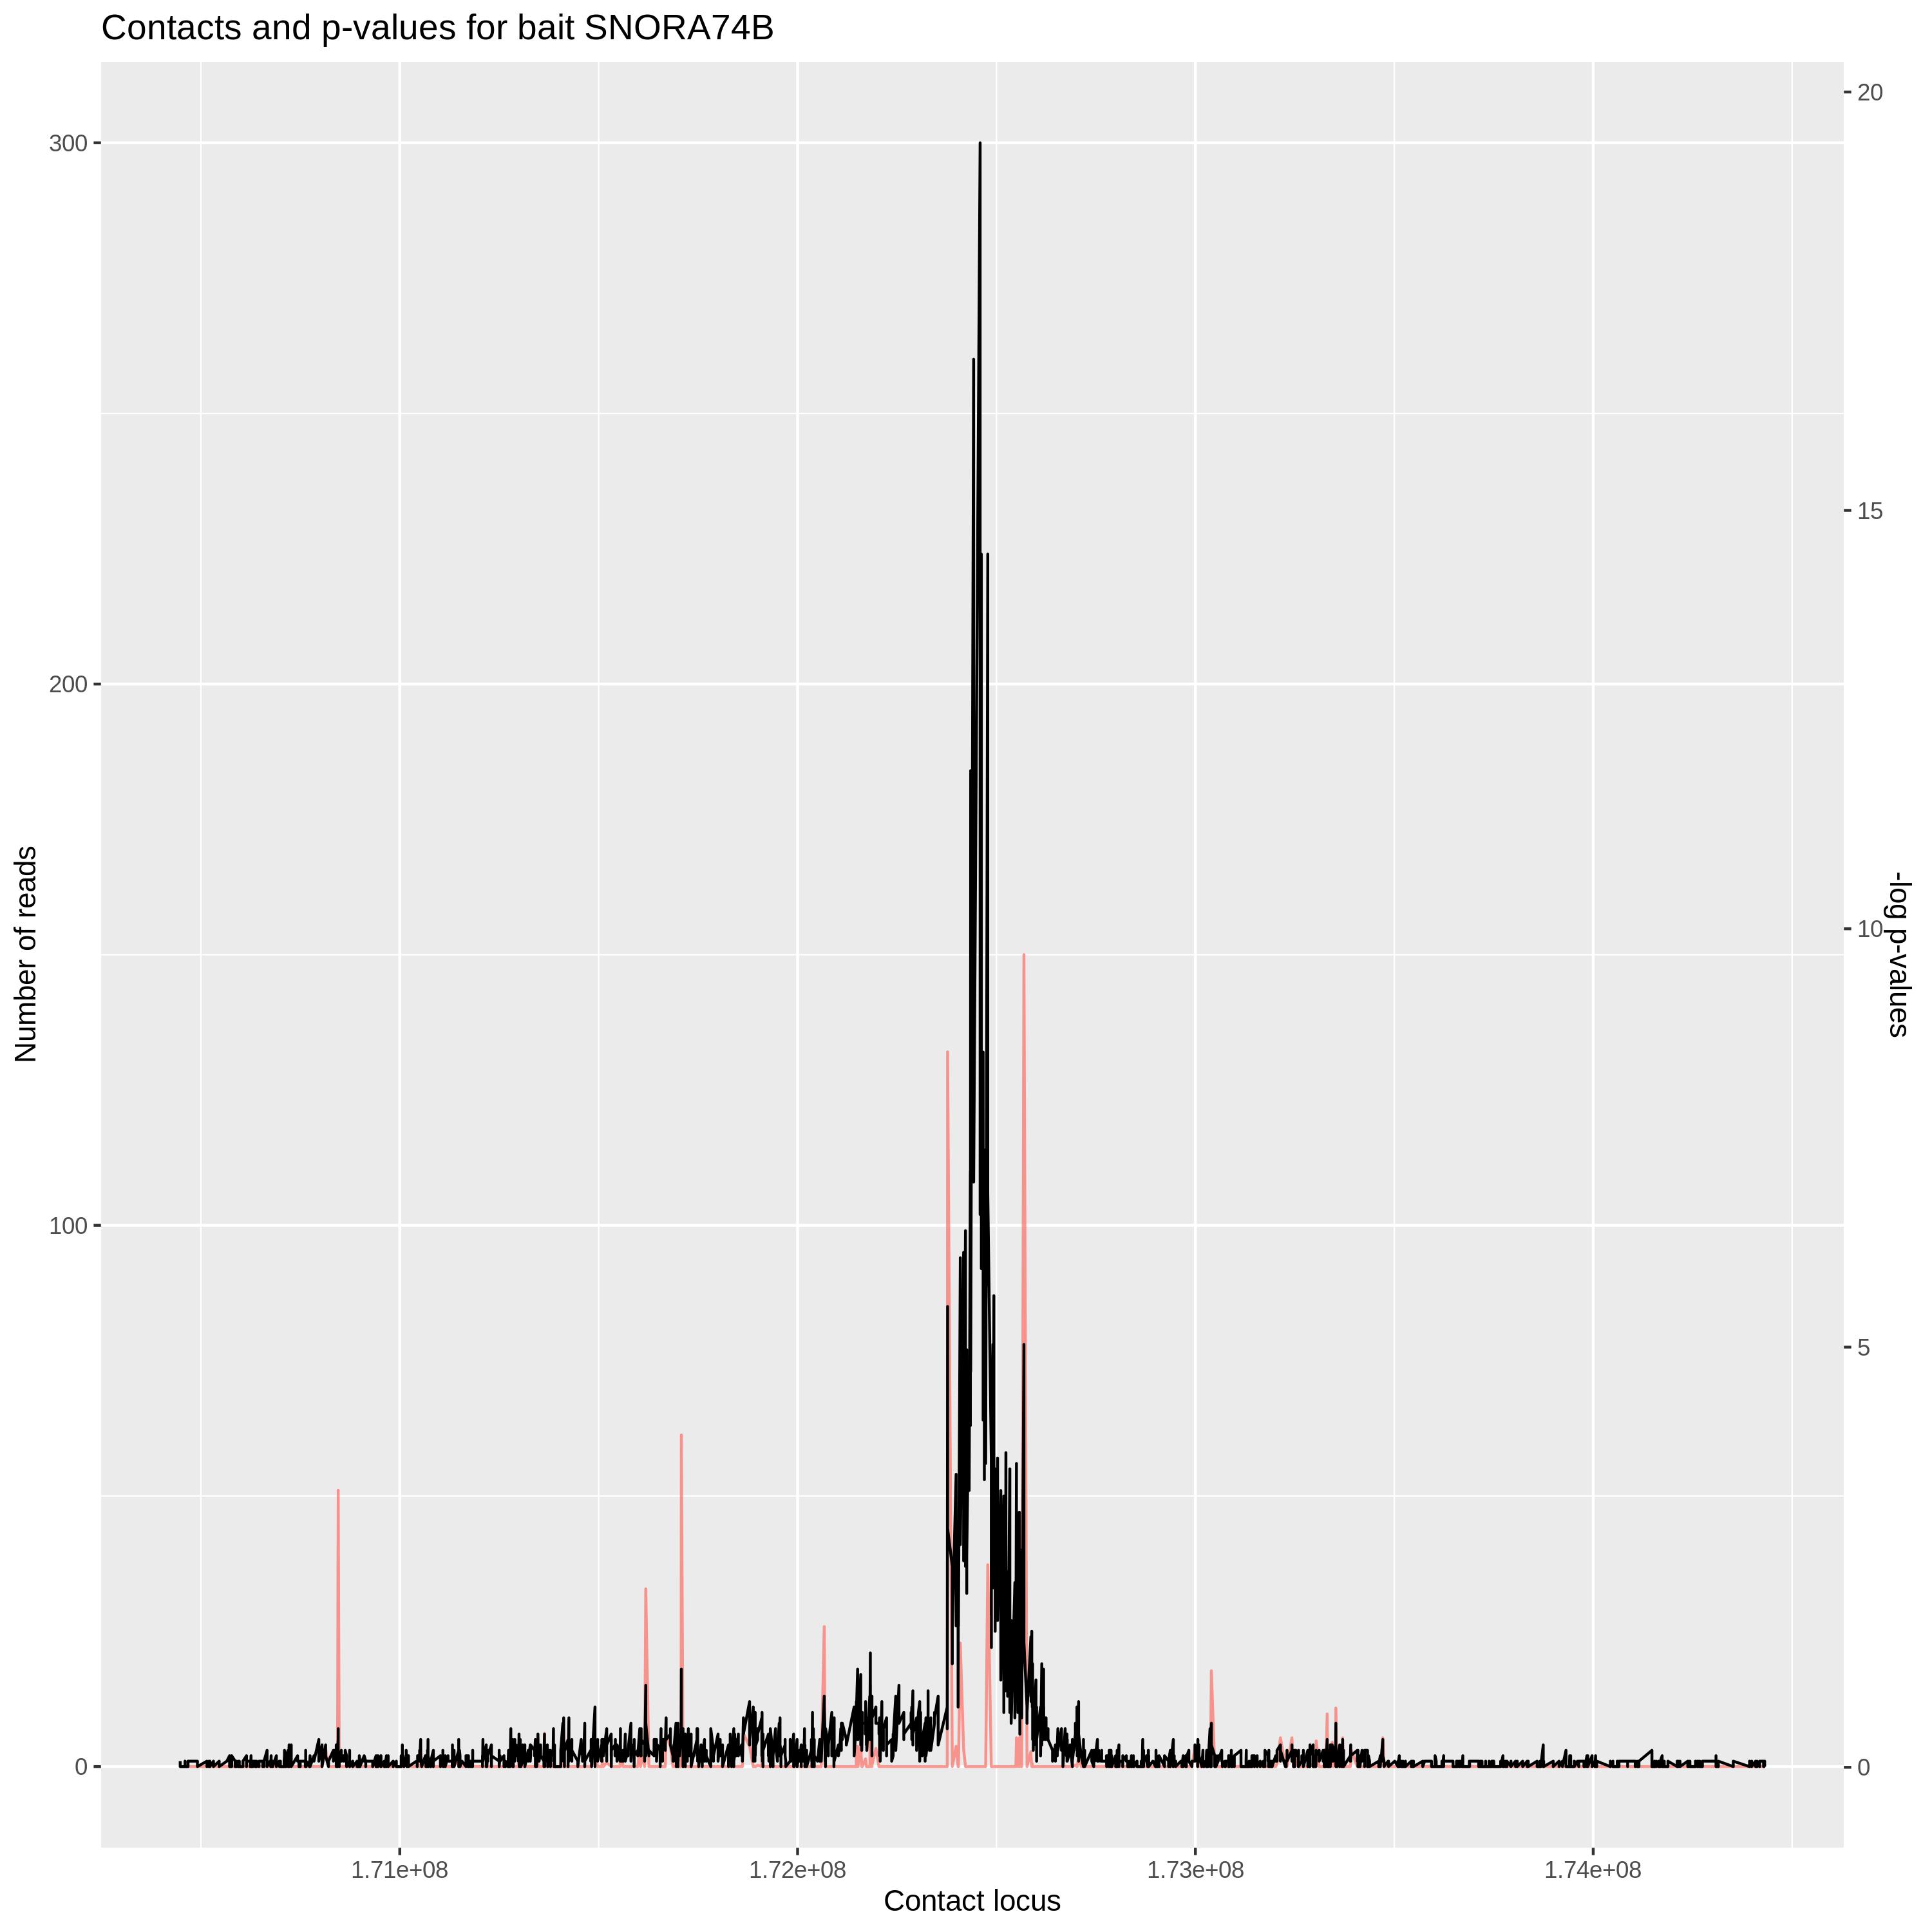 Contacts and p-values for bait SNORA74B
300
200
100
0
Number of reads
20
15
10
5
0
-log p-values
1.71e+08
1.72e+08
1.73e+08
1.74e+08
Contact locus